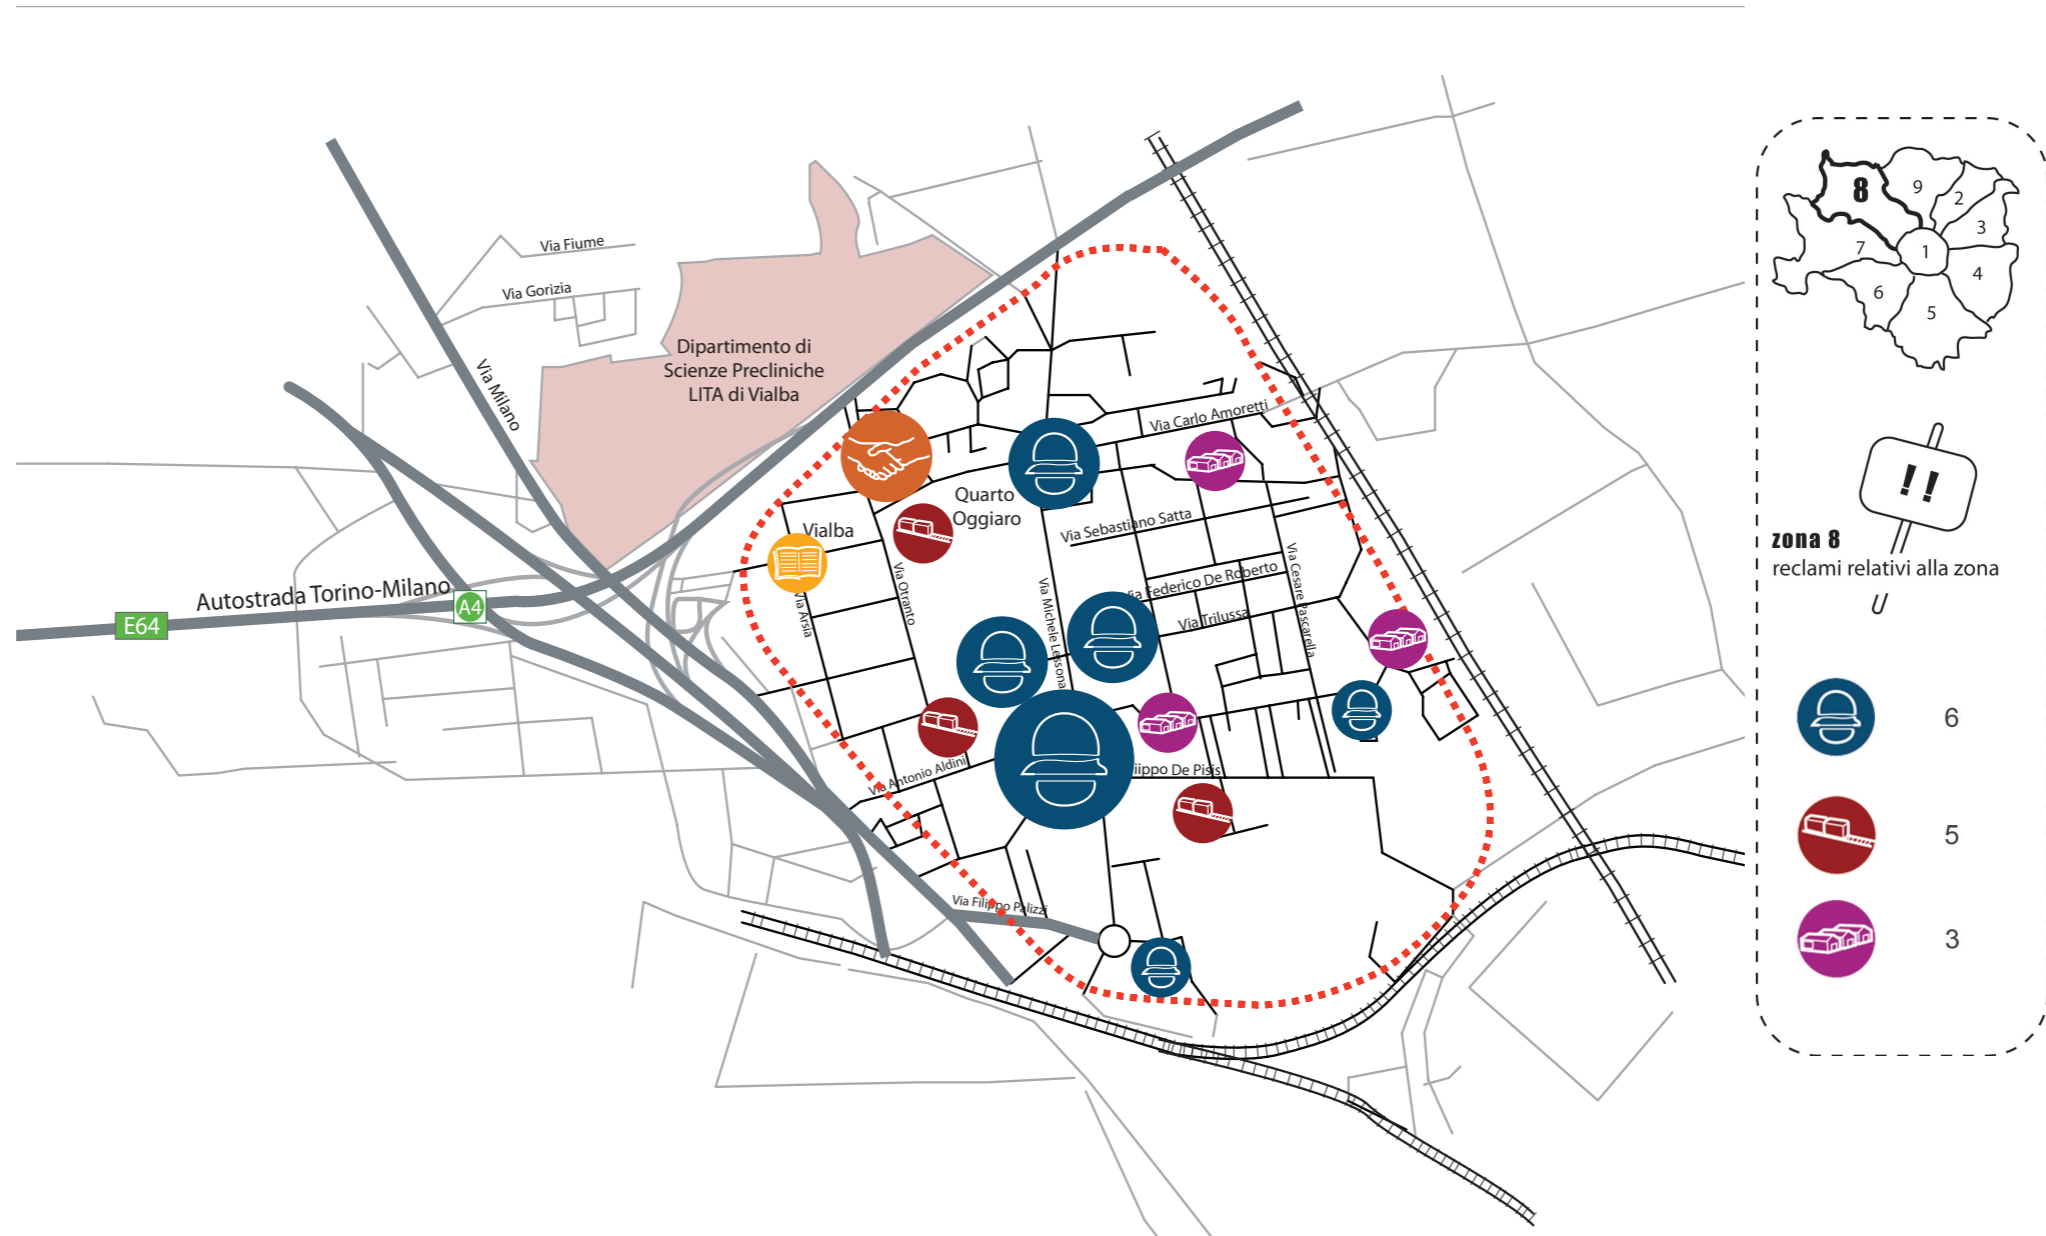 Via Fiume
Via Gorizia
Via Milano
Dipartimento di
Scienze Precliniche
LITA di Vialba
Via Carlo Amoretti
Quarto
Oggiaro
Vialba
Via Sebastiano Satta
Via Federico De Roberto
Via Trilussa
Via Cesare Pascarella
Via Michele Lessona
Via Otranto
Via Arsia
Autostrada Torino-Milano
A4
E64
Via Antonio Aldini
ilippo De Pisis
Via Filippo Palizzi
8
9
2
3
1
7
4
6
5
!!
zona 8
reclami relativi alla zona
6
5
3